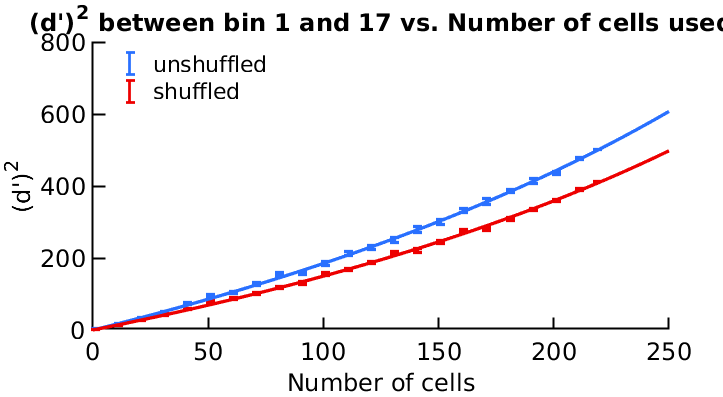 (d')² between bin 1 and 17 vs. Number of cells used
800
unshuffled
shuffled
600
400
200
0
(d')²
0 50 100 150 200 250
Number of cells